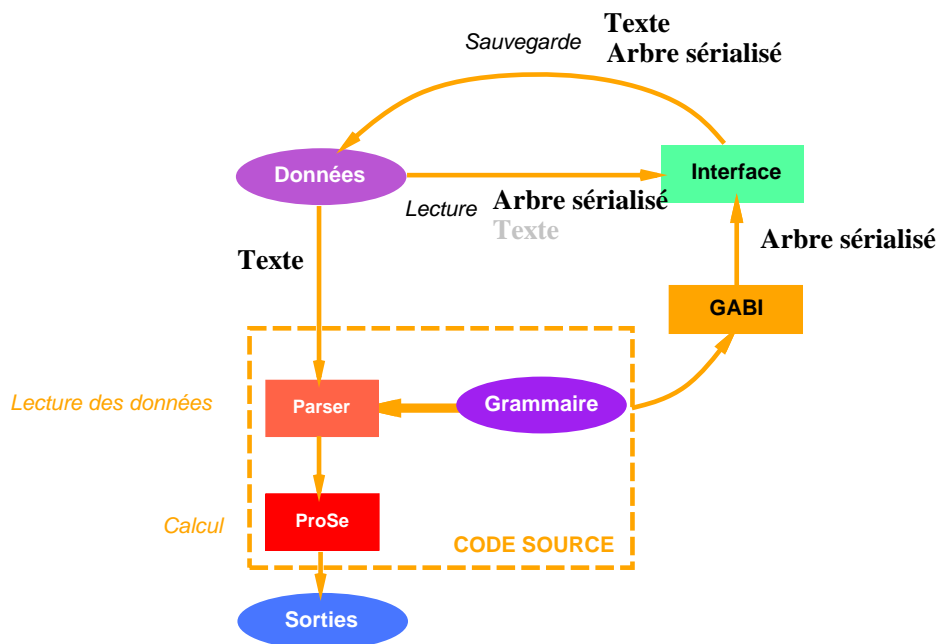 Texte
Sauvegarde
Arbre sérialisé
Données
Interface
Lecture
Arbre sérialisé
Texte
Arbre sérialisé
Texte
GABI
Lecture des données
Parser
Grammaire
Calcul
ProSe
CODE SOURCE
Sorties